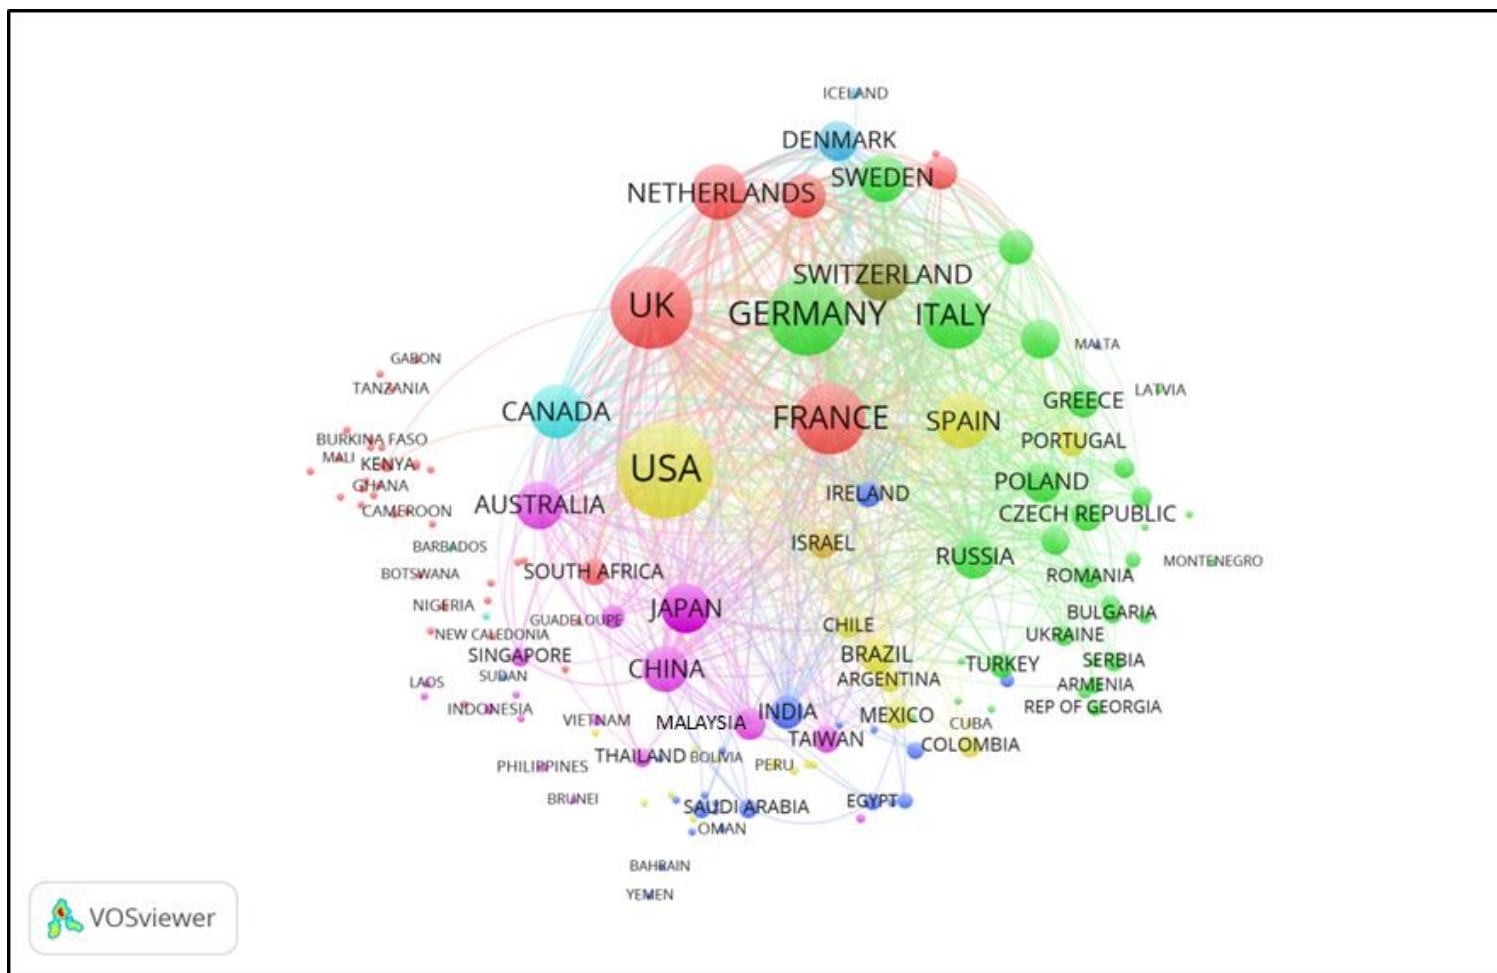 ICELAND
DENMARK
SWEDEN
NETHERLANDS
SWITZERLAND
UK
GERMANY
ITALY
MALTA
GABON
TANZANIA
LATVIA
GREECE
CANADA
FRANCE
SPAIN
BURKINA FASO
PORTUGAL
MALI
KENYA
USA
POLAND
GHANA
IRELAND
AUSTRALIA
CAMEROON
CZECH REPUBLIC
ISRAEL
BARBADOS
RUSSIA
MONTENEGRO
BOTSWANA
SOUTH AFRICA
ROMANIA
NIGERIA
JAPAN
BULGARIA
GUADELOUPE
CHILE
NEW CALEDONIA
UKRAINE
SINGAPORE
BRAZIL
SERBIA
TURKEY
CHINA
SUDAN
LAOS
ARGENTINA
ARMENIA
INDONESIA
REP OF GEORGIA
VIETNAM
MALAYSIA
INDIA
MEXICO
CUBA
TAIWAN
COLOMBIA
THAILAND
BOLIVIA
PERU
PHILIPPINES
BRUNEI
SAUDI ARABIA
EGYPT
OMAN
BAHRAIN
YEMEN
VOSviewer